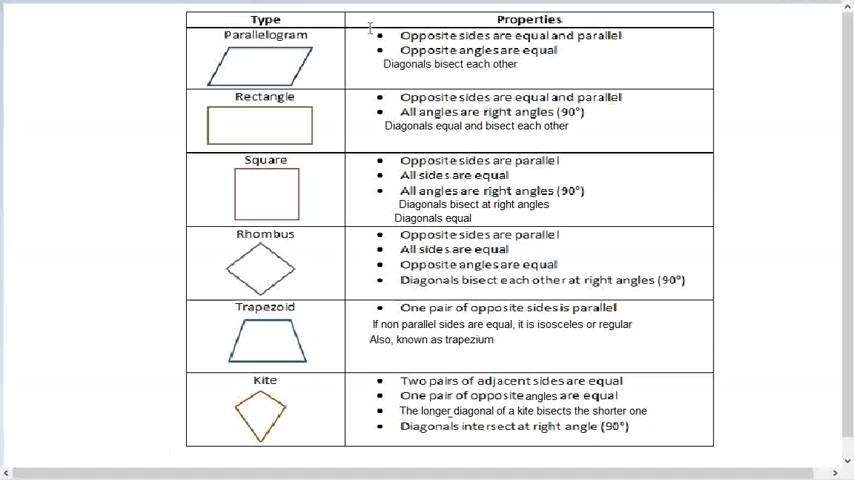 Type
Properties
Parallelogram
Opposite sides are equal and parallel
Opposite angles are equal
Diagonals bisect each other
Rectangle
Opposite sides are equal and parallel
All angles are right angles (90°)
Diagonals equal and bisect each other
Square
Opposite sides are parallel
All sides are equal
All angles are right angles (90°)
Diagonals bisect at right angles
Diagonals equal
Rhombus
Opposite sides are parallel
All sides are equal
Opposite angles are equal
Diagonals bisect each other at right angles (90°)
Trapezoid
One pair of opposite sides is parallel
If non parallel sides are equal, it is isosceles or regular
Also, known as trapezium
Kite
Two pairs of adjacent sides are equal
One pair of opposite angles are equal
The longer diagonal of a kite bisects the shorter one
Diagonals intersect at right angle (90°)